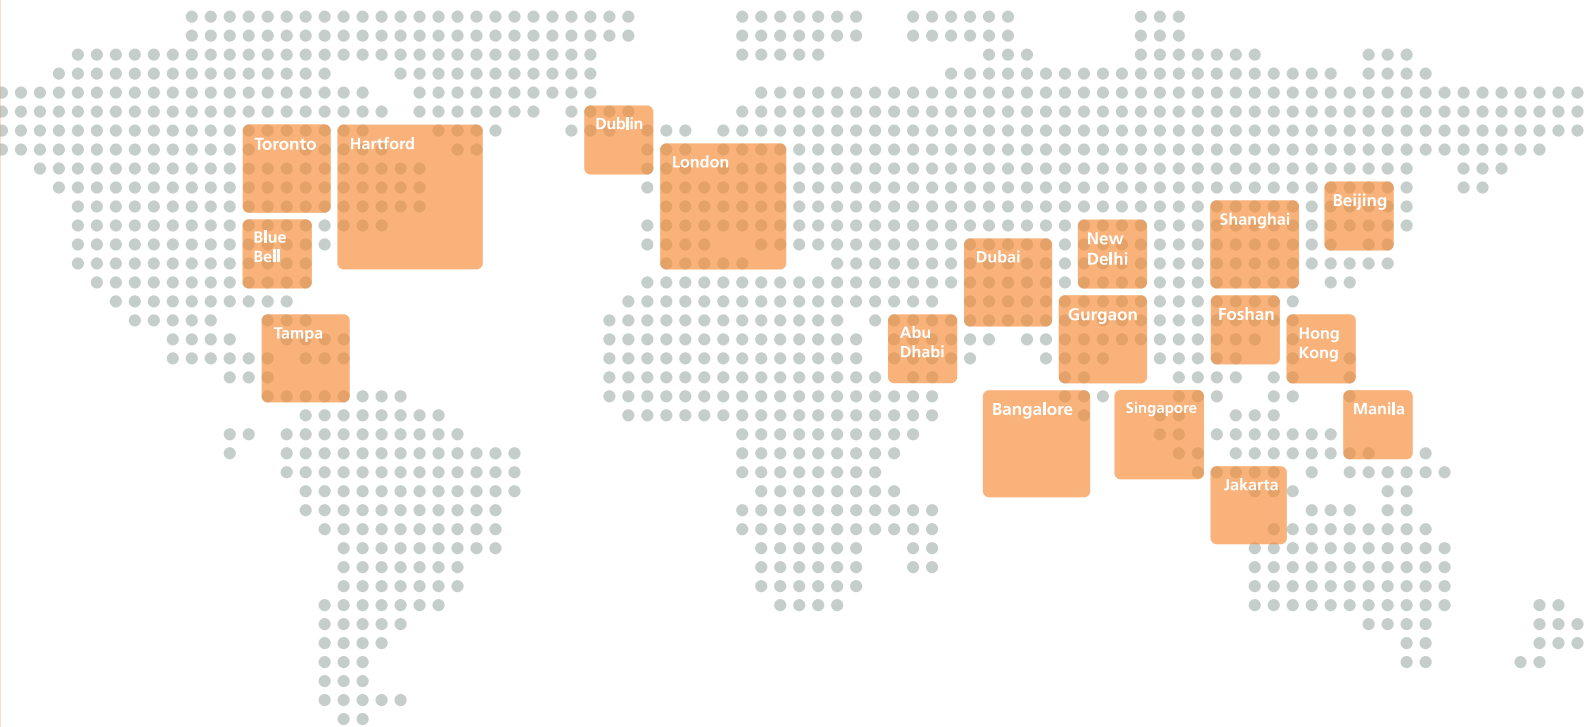 Toronto
Hartford
Dublin
London
Blue
Bell
Tampa
Dubai
New
Delhi
Shanghai
Beijing
Abu
Dhabi
Gurgaon
Foshan
Hong
Kong
Bangalore
Singapore
Manila
Jakarta